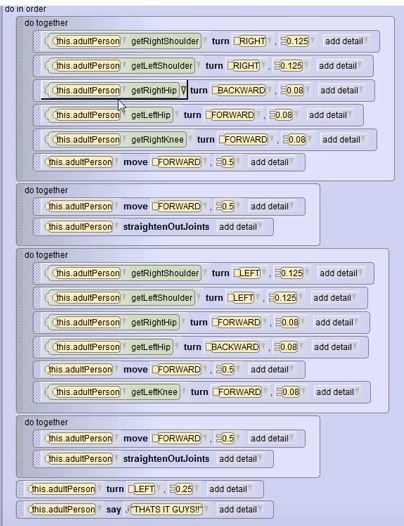 do in order
do together
this.adultPerson getRightShoulder turn RIGHT , 0.125 add detail
this.adultPerson getLeftShoulder turn RIGHT , 0.125 add detail
this.adultPerson getRightHip turn BACKWARD , 0.08 add detail
this.adultPerson getLeftHip turn FORWARD , 0.08 add detail
this.adultPerson getRightKnee turn FORWARD , 0.08 add detail
this.adultPerson move FORWARD , 0.5 add detail
do together
this.adultPerson move FORWARD , 0.5 add detail
this.adultPerson straightenOutJoints add detail
do together
this.adultPerson getRightShoulder turn LEFT , 0.125 add detail
this.adultPerson getLeftShoulder turn LEFT , 0.125 add detail
this.adultPerson getRightHip turn FORWARD , 0.08 add detail
this.adultPerson getLeftHip turn BACKWARD , 0.08 add detail
this.adultPerson move FORWARD , 0.5 add detail
this.adultPerson getLeftKnee turn FORWARD , 0.08 add detail
do together
this.adultPerson move FORWARD , 0.5 add detail
this.adultPerson straightenOutJoints add detail
this.adultPerson turn LEFT , 0.25 add detail
this.adultPerson say "THATS IT GUYS!!" add detail